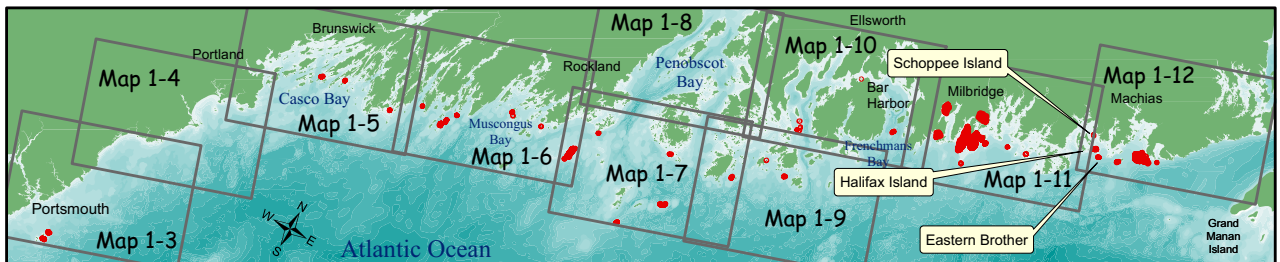 Map 1-8
Ellsworth
Brunswick
Map 1-10
Portland
Penobscot
Bay
Schoppee Island
Map 1-4
Rockland
Map 1-12
Bar
Harbor
Milbridge
Machias
Casco Bay
Map 1-5
Muscongus
Bay
Map 1-6
Frenchmans
Bay
Map 1-7
Halifax Island
Map 1-11
Portsmouth
Map 1-3
N
W
E
S
Map 1-9
Eastern Brother
Atlantic Ocean
Grand
Manan
Island